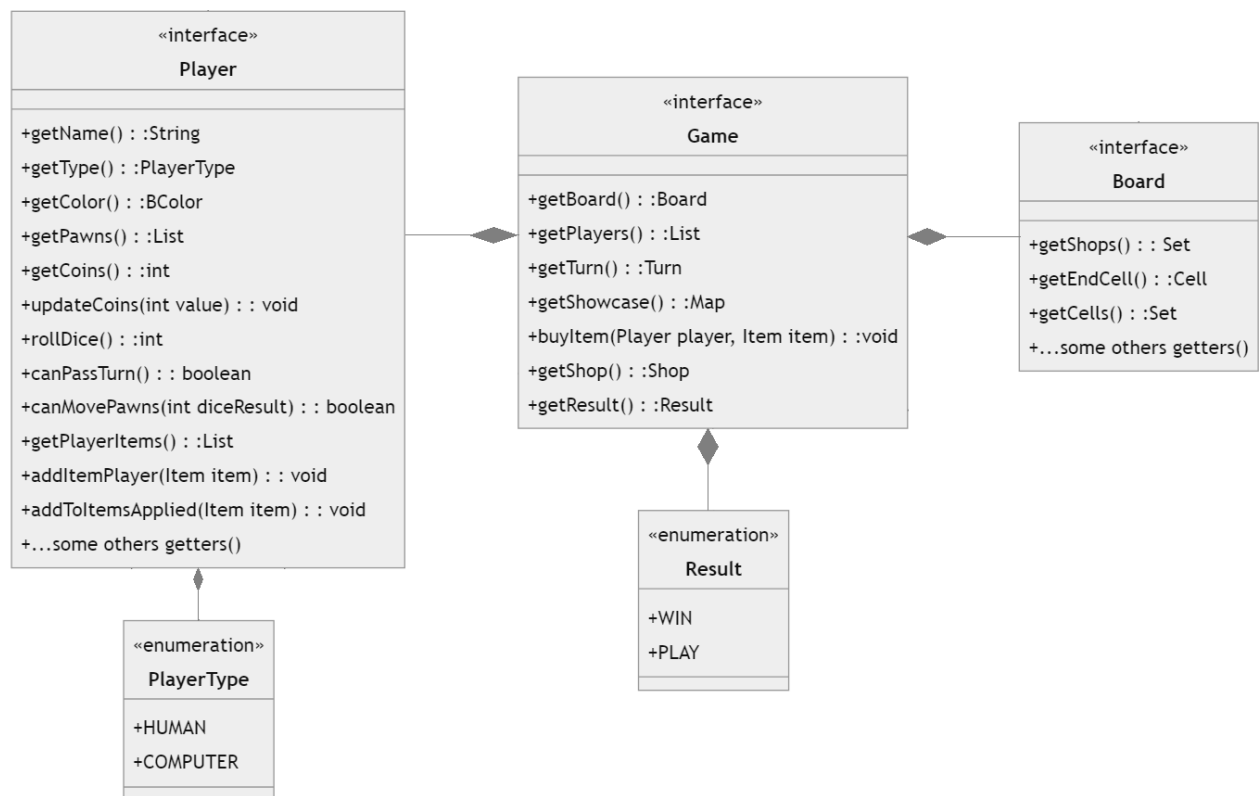 «interface»
Player
+getName() : :String
+getType() : :PlayerType
+getColor() : :BColor
+getPawns() : :List
+getCoins() : :int
+updateCoins(int value) : : void
+rollDice() : :int
+canPassTurn() : : boolean
+canMovePawns(int diceResult) : : boolean
+getPlayerItems() : :List
+addItemPlayer(Item item) : : void
+addToItemsApplied(Item item) : : void
+...some others getters()
«enumeration»
PlayerType
+HUMAN
+COMPUTER
«interface»
Game
+getBoard() : :Board
+getPlayers() : :List
+getTurn() : :Turn
+getShowcase() : :Map
+buyItem(Player player, Item item) : :void
+getShop() : :Shop
+getResult() : :Result
«enumeration»
Result
+WIN
+PLAY
«interface»
Board
+getShops() : : Set
+getEndCell() : :Cell
+getCells() : :Set
+...some others getters()